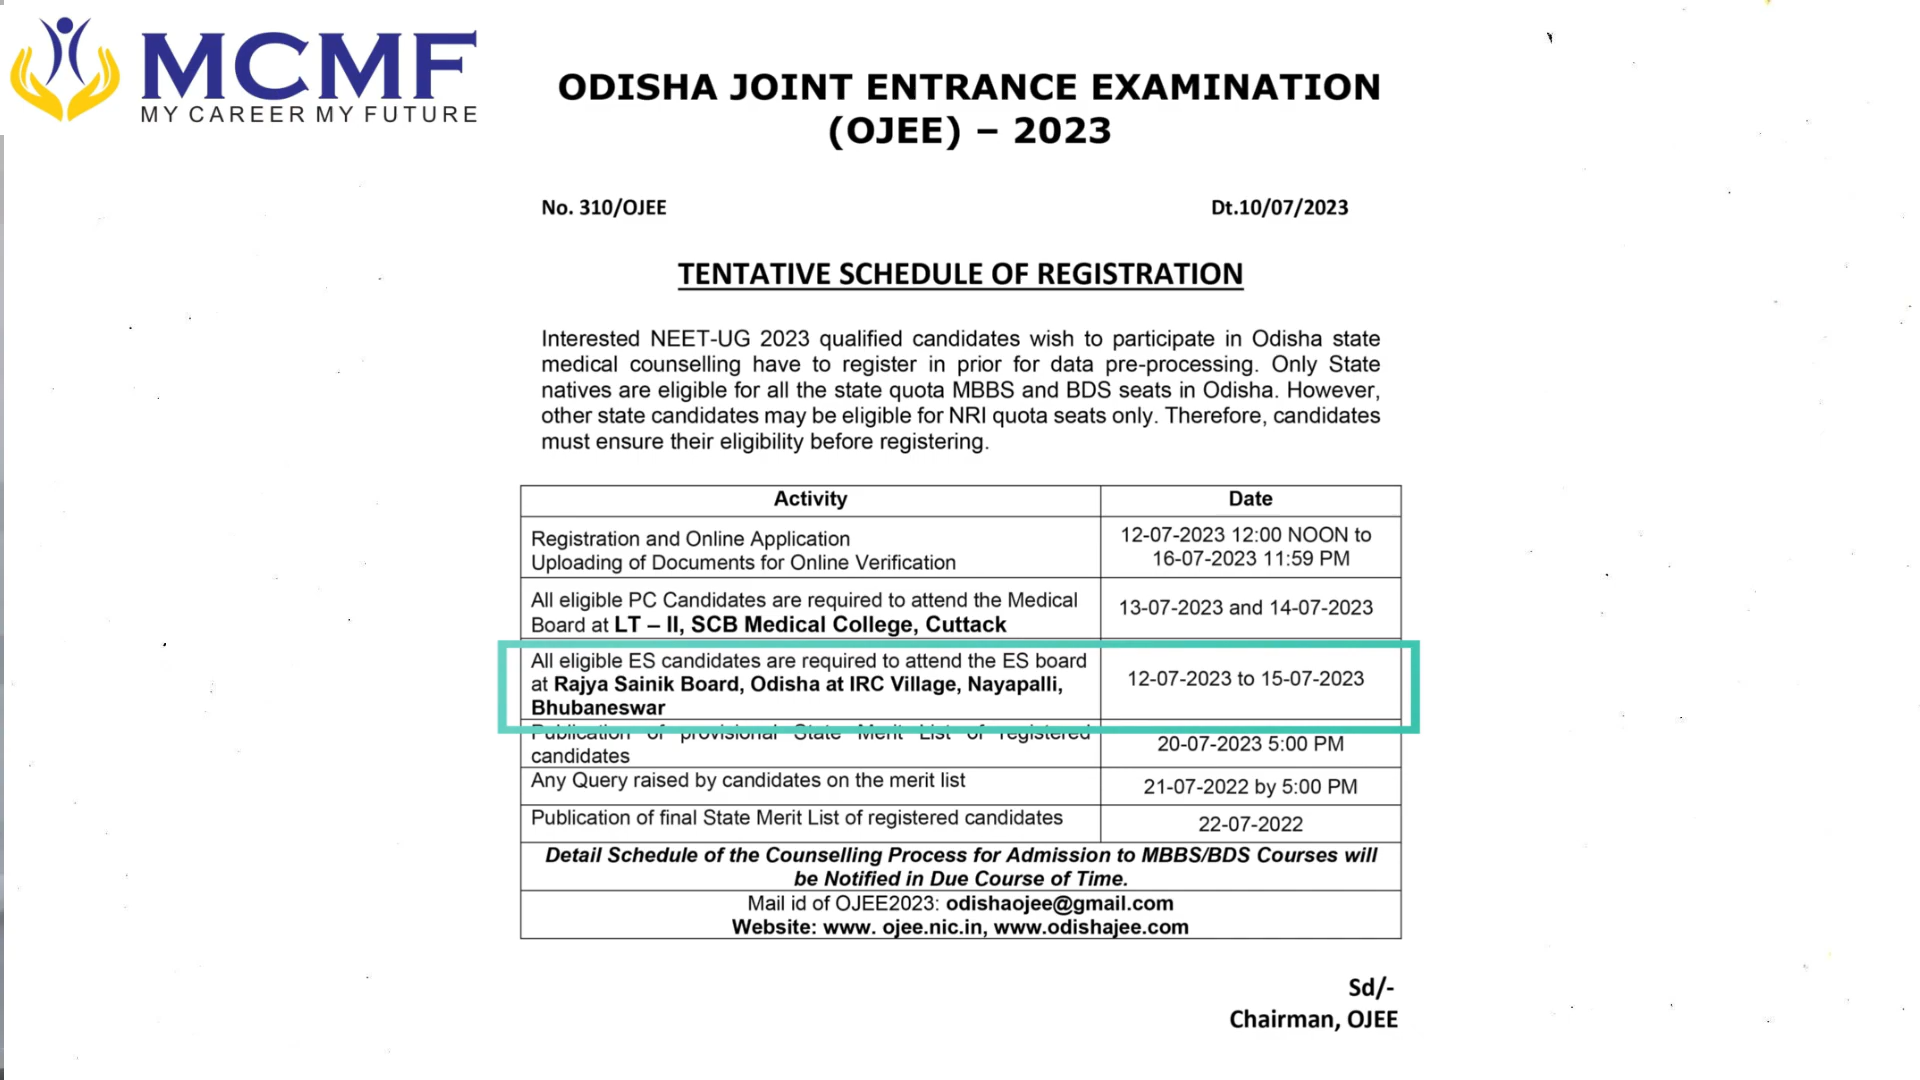 MCMF
MY CAREER MY FUTURE
ODISHA JOINT ENTRANCE EXAMINATION
(OJEE) – 2023
No. 310/OJEE
Dt.10/07/2023
TENTATIVE SCHEDULE OF REGISTRATION
Interested NEET-UG 2023 qualified candidates wish to participate in Odisha state
medical counselling have to register in prior for data pre-processing. Only State
natives are eligible for all the state quota MBBS and BDS seats in Odisha. However,
other state candidates may be eligible for NRI quota seats only. Therefore, candidates
must ensure their eligibility before registering.
Activity
Date
Registration and Online Application
Uploading of Documents for Online Verification
12-07-2023 12:00 NOON to
16-07-2023 11:59 PM
All eligible PC Candidates are required to attend the Medical
Board at LT – II, SCB Medical College, Cuttack
13-07-2023 and 14-07-2023
All eligible ES candidates are required to attend the ES board
at Rajya Sainik Board, Odisha at IRC Village, Nayapalli,
Bhubaneswar
12-07-2023 to 15-07-2023
Publication of provisional State Merit List of registered
candidates
20-07-2023 5:00 PM
Any Query raised by candidates on the merit list
21-07-2022 by 5:00 PM
Publication of final State Merit List of registered candidates
22-07-2022
Detail Schedule of the Counselling Process for Admission to MBBS/BDS Courses will
be Notified in Due Course of Time.
Mail id of OJEE2023: odishaojee@gmail.com
Website: www. ojee.nic.in, www.odishajee.com
Sd/-
Chairman, OJEE